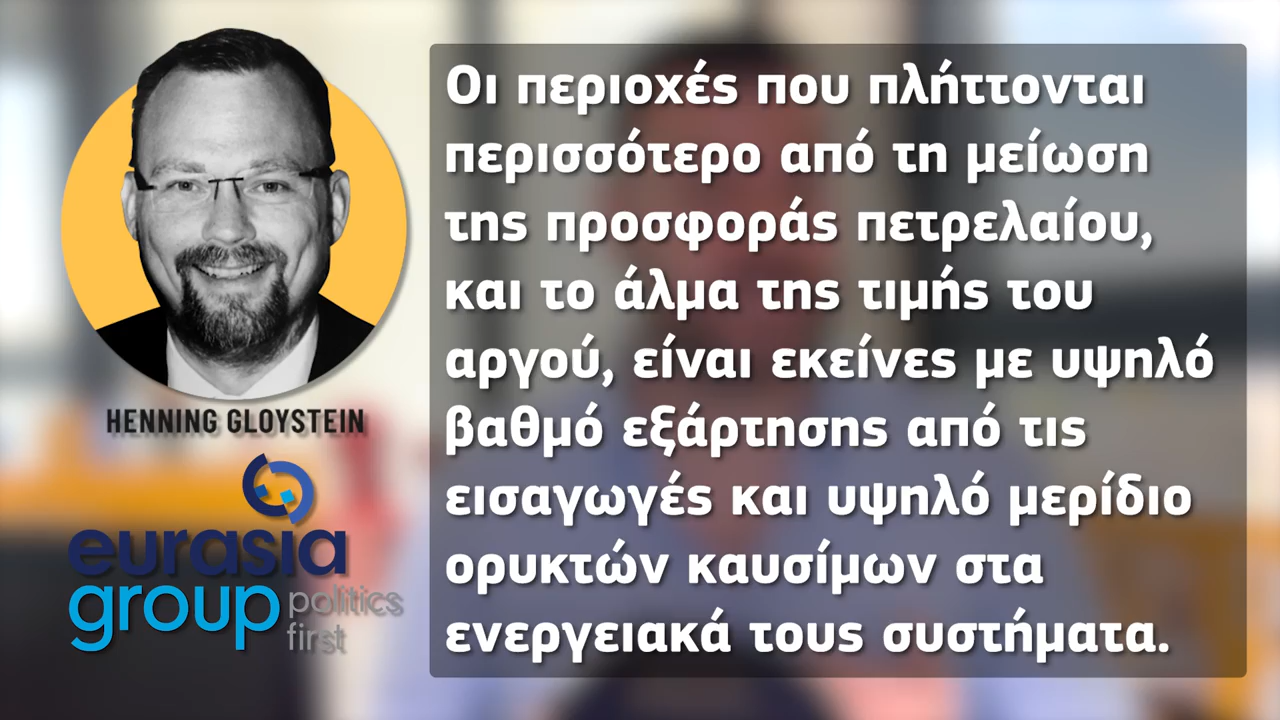 HENNING GLOYSTEIN
eurasia
group politics
first
Οι περιοχές που πλήττονται
περισσότερο από τη μείωση
της προσφοράς πετρελαίου,
και το άλμα της τιμής του
αργού, είναι εκείνες με υψηλό
βαθμό εξάρτησης από τις
εισαγωγές και υψηλό μερίδιο
ορυκτών καυσίμων στα
ενεργειακά τους συστήματα.